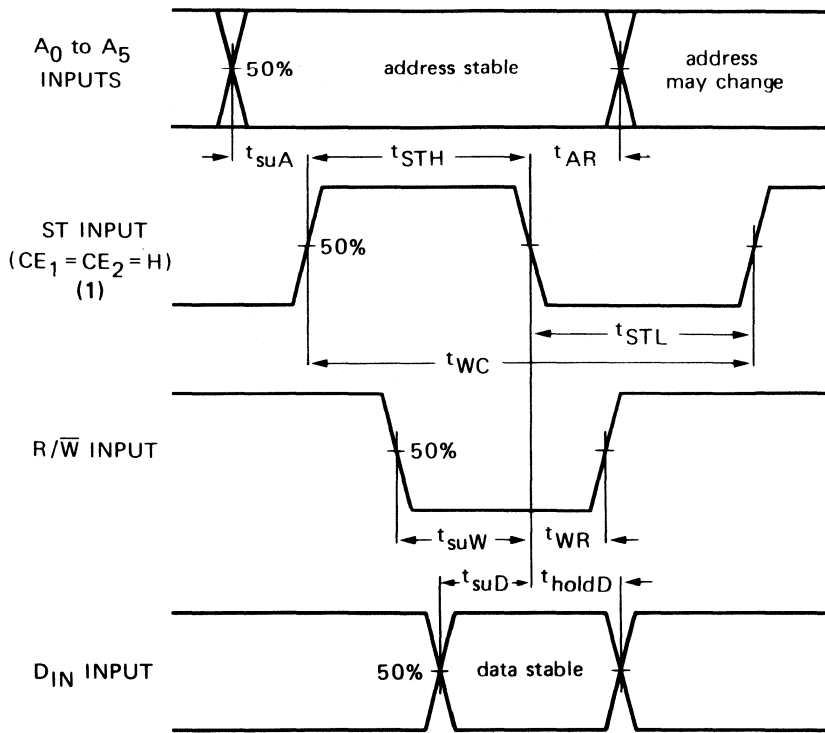 A0 to A5
INPUTS
50%
address stable
address
may change
tsuA
tSTH
tAR
ST INPUT
(CE1 = CE2 = H)
(1)
50%
tSTL
tWC
R/W̅ INPUT
50%
tsuW
tWR
tsuD
tholdD
DIN INPUT
50%
data stable